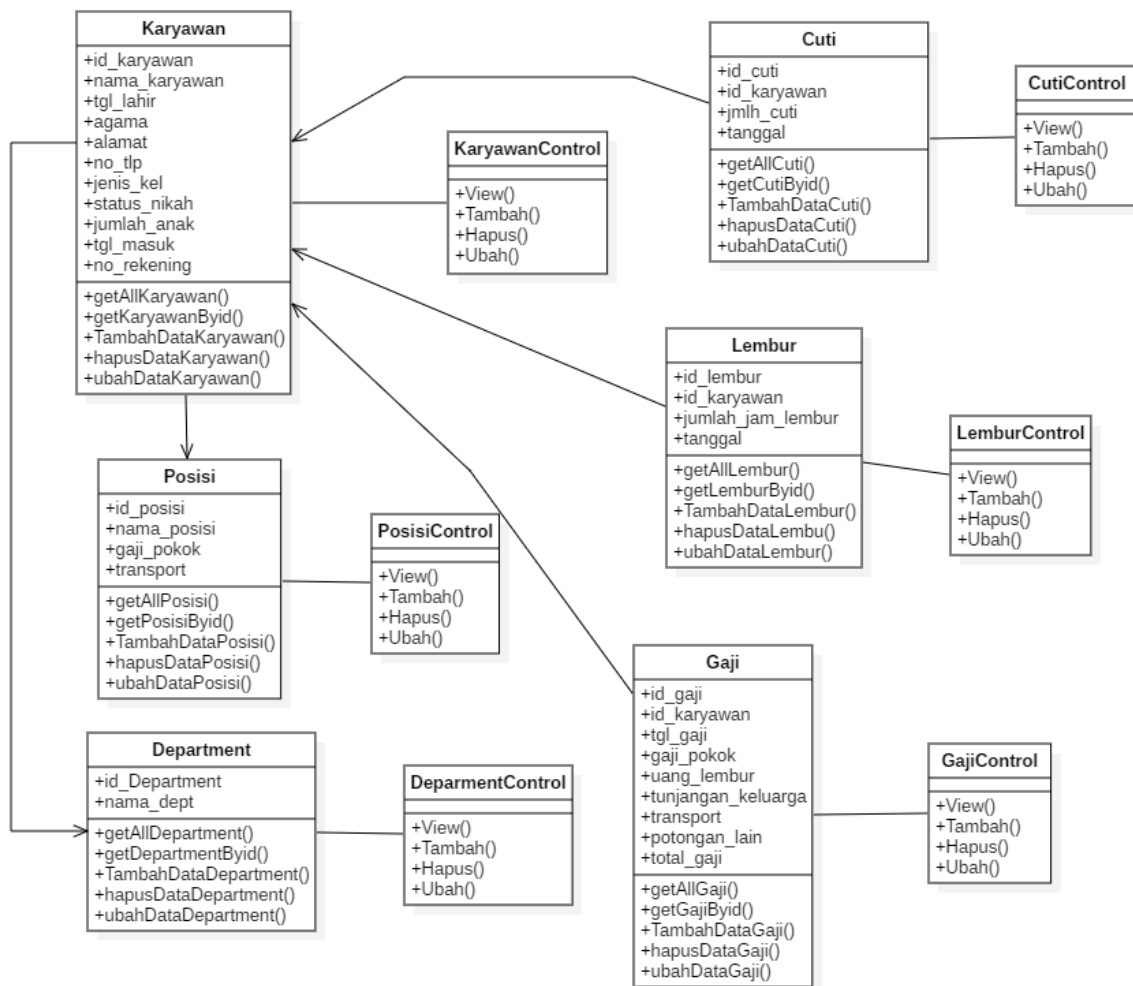 Karyawan
+id_karyawan
+nama_karyawan
+tgl_lahir
+agama
+alamat
+no_tlp
+jenis_kel
+status_nikah
+jumlah_anak
+tgl_masuk
+no_rekening
+getAllKaryawan()
+getKaryawanByid()
+TambahDataKaryawan()
+hapusDataKaryawan()
+ubahDataKaryawan()
KaryawanControl
+View()
+Tambah()
+Hapus()
+Ubah()
Cuti
+id_cuti
+id_karyawan
+jmlh_cuti
+tanggal
+getAllCuti()
+getCutiByid()
+TambahDataCuti()
+hapusDataCuti()
+ubahDataCuti()
CutiControl
+View()
+Tambah()
+Hapus()
+Ubah()
Lembur
+id_lembur
+id_karyawan
+jumlah_jam_lembur
+tanggal
+getAllLembur()
+getLemburByid()
+TambahDataLembur()
+hapusDataLembu()
+ubahDataLembur()
LemburControl
+View()
+Tambah()
+Hapus()
+Ubah()
Posisi
+id_posisi
+nama_posisi
+gaji_pokok
+transport
+getAllPosisi()
+getPosisiByid()
+TambahDataPosisi()
+hapusDataPosisi()
+ubahDataPosisi()
PosisiControl
+View()
+Tambah()
+Hapus()
+Ubah()
Gaji
+id_gaji
+id_karyawan
+tgl_gaji
+gaji_pokok
+uang_lembur
+tunjangan_keluarga
+transport
+potongan_lain
+total_gaji
+getAllGaji()
+getGajiByid()
+TambahDataGaji()
+hapusDataGaji()
+ubahDataGaji()
GajiControl
+View()
+Tambah()
+Hapus()
+Ubah()
Department
+id_Department
+nama_dept
+getAllDepartment()
+getDepartmentByid()
+TambahDataDepartment()
+hapusDataDepartment()
+ubahDataDepartment()
DeparmentControl
+View()
+Tambah()
+Hapus()
+Ubah()